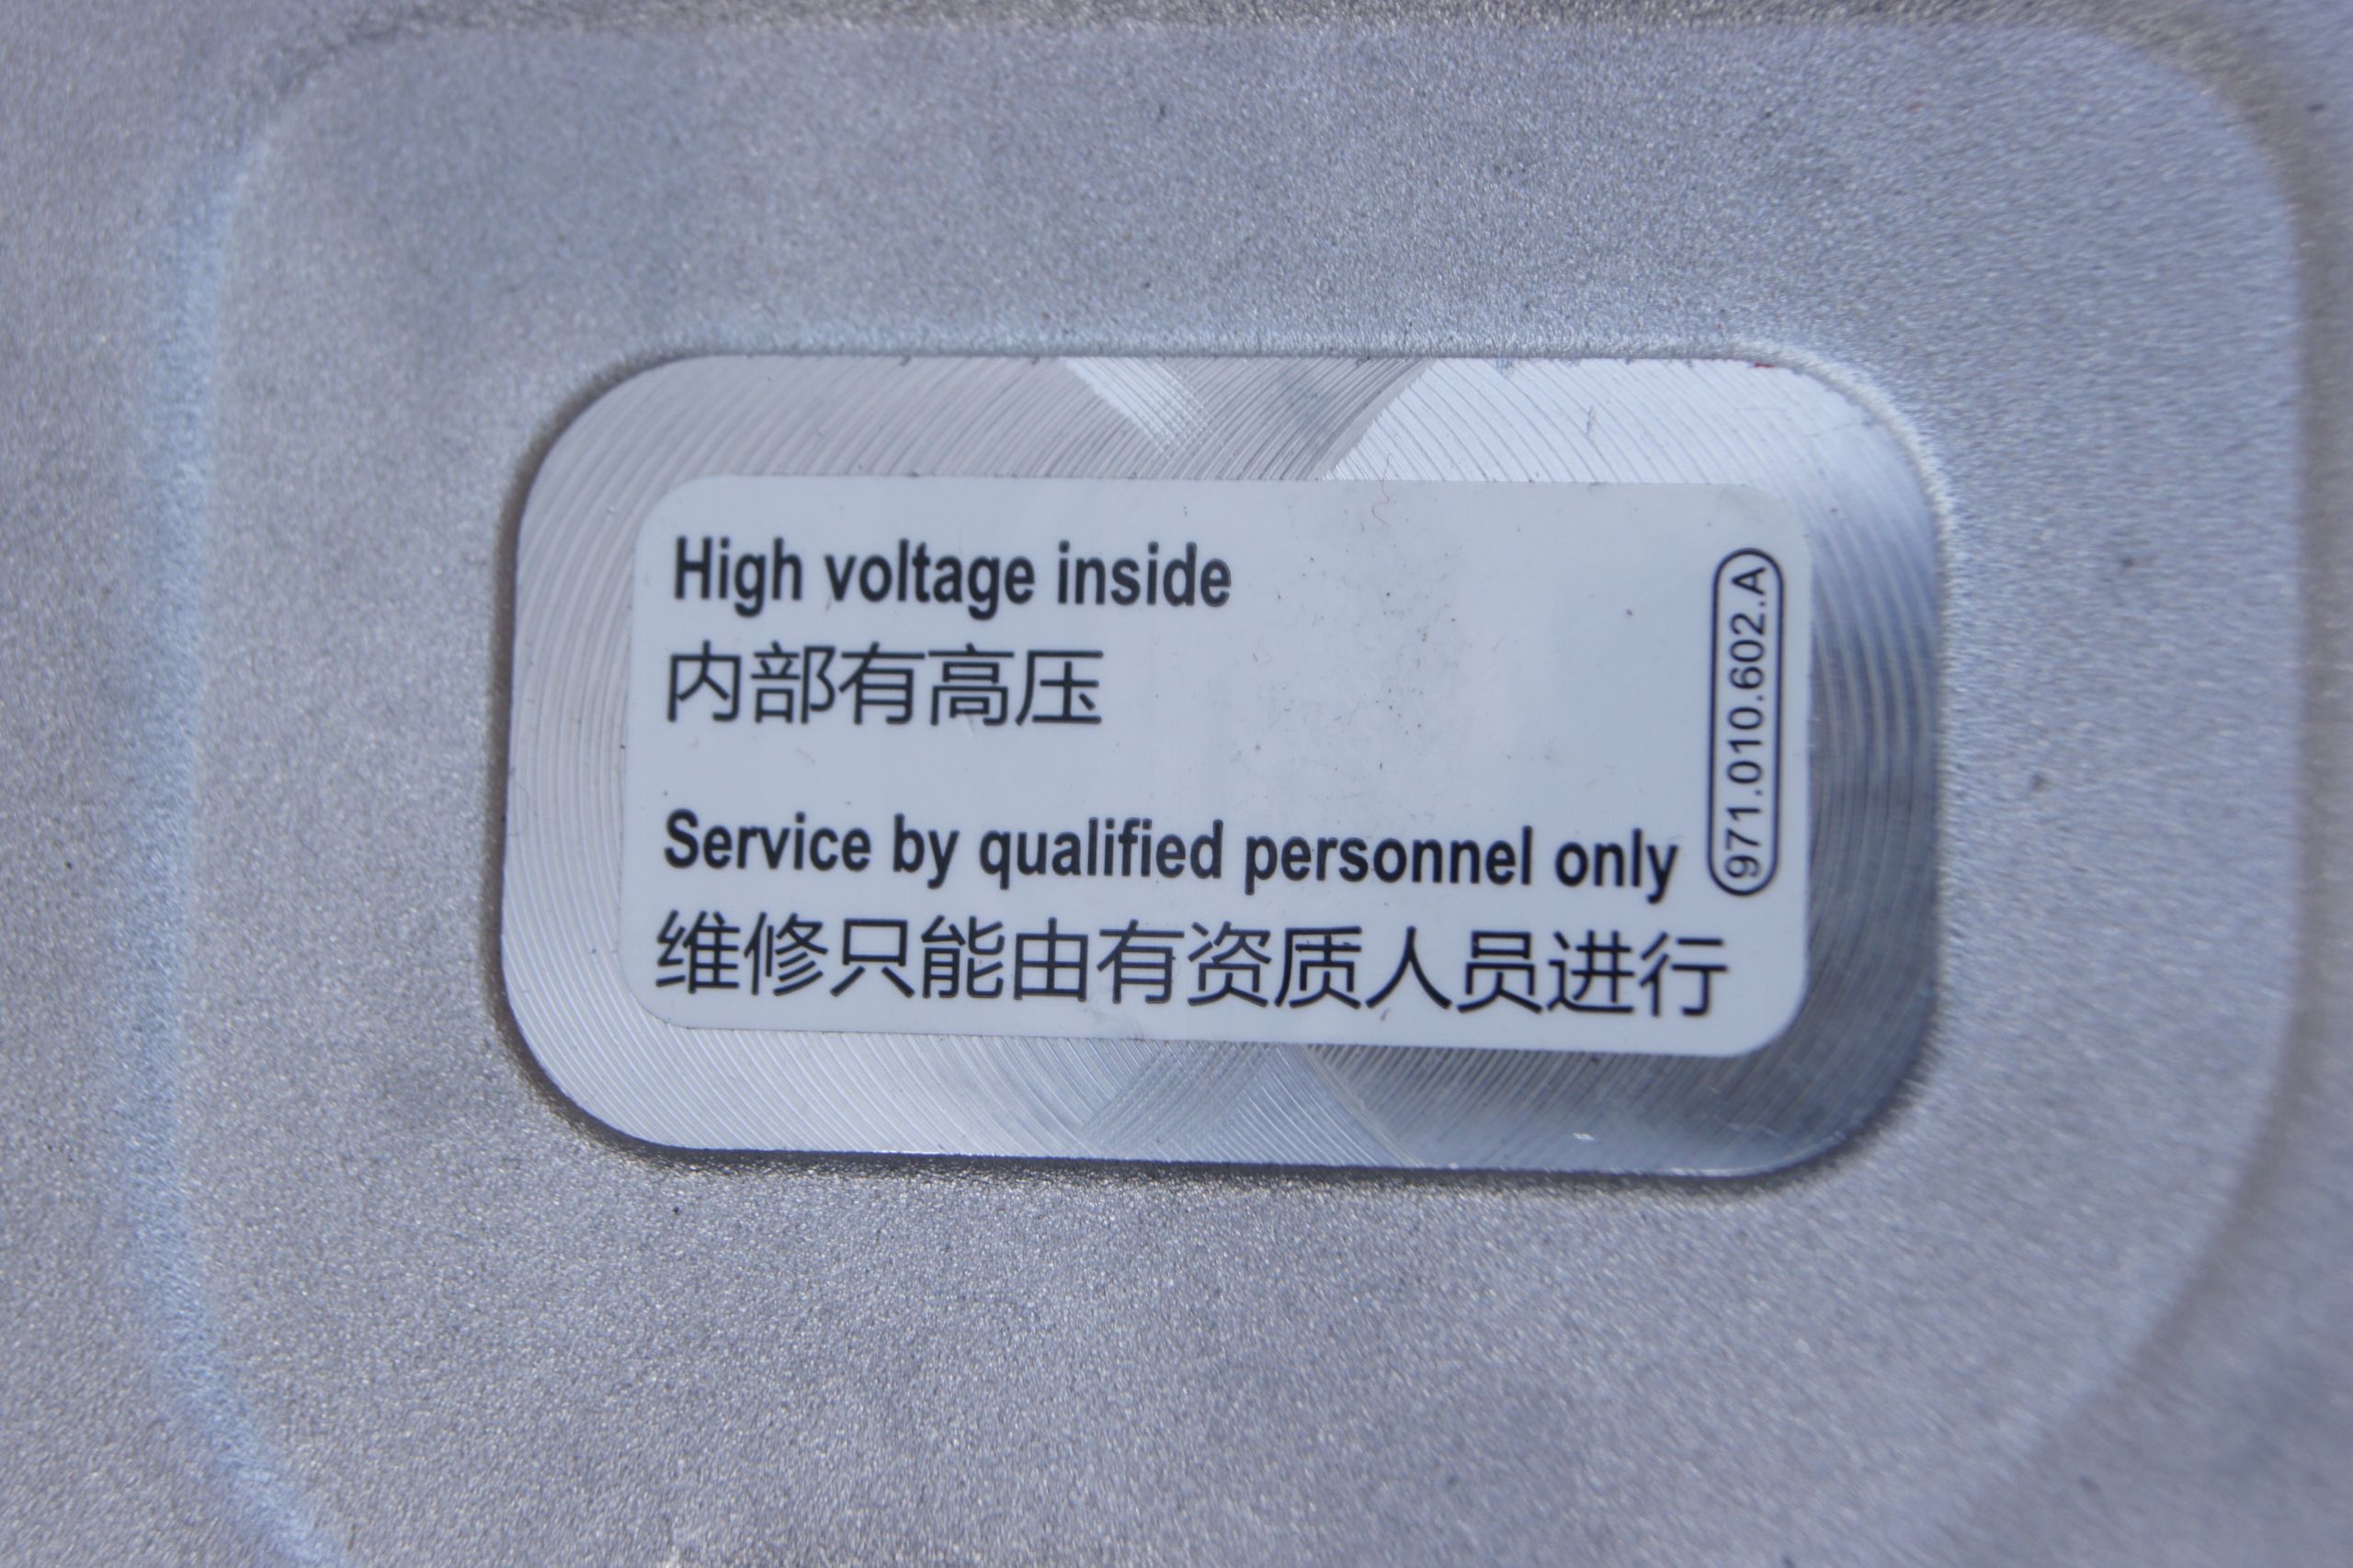 High voltage inside
内部有高压
Service by qualified personnel only
维修只能由有资质人员进行
971.010.602.A